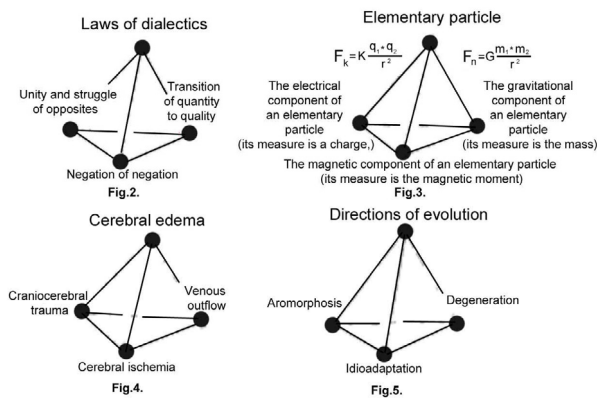 Laws of dialectics
Unity and struggle
of opposites
Transition
of quantity
to quality
Negation of negation
Fig.2.
Elementary particle
Fₖ=K q₁*q₂/r²
Fₙ=G m₁*m₂/r²
The electrical
component of
an elementary
particle
(its measure is a charge,)
The gravitational
component of
an elementary
particle
(its measure is the mass)
The magnetic component of an elementary particle
(its measure is the magnetic moment)
Fig.3.
Cerebral edema
Craniocerebral
trauma
Venous
outflow
Cerebral ischemia
Fig.4.
Directions of evolution
Aromorphosis
Degeneration
Idioadaptation
Fig.5.